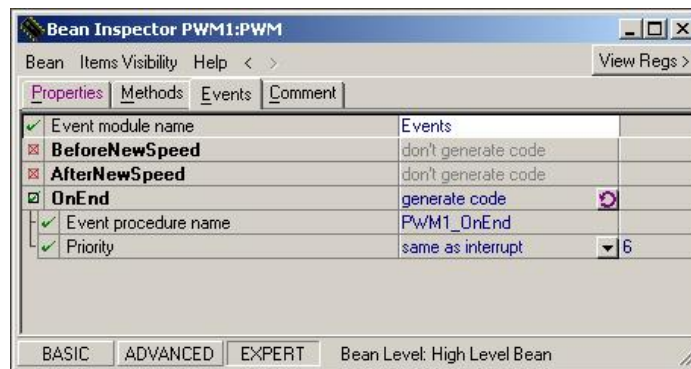 Bean Inspector PWM1:PWM
Bean Items Visibility Help < > View Regs >
Properties Methods Events Comment
Event module name Events
BeforeNewSpeed don't generate code
AfterNewSpeed don't generate code
OnEnd generate code
Event procedure name PWM1_OnEnd
Priority same as interrupt 6
BASIC ADVANCED EXPERT Bean Level: High Level Bean